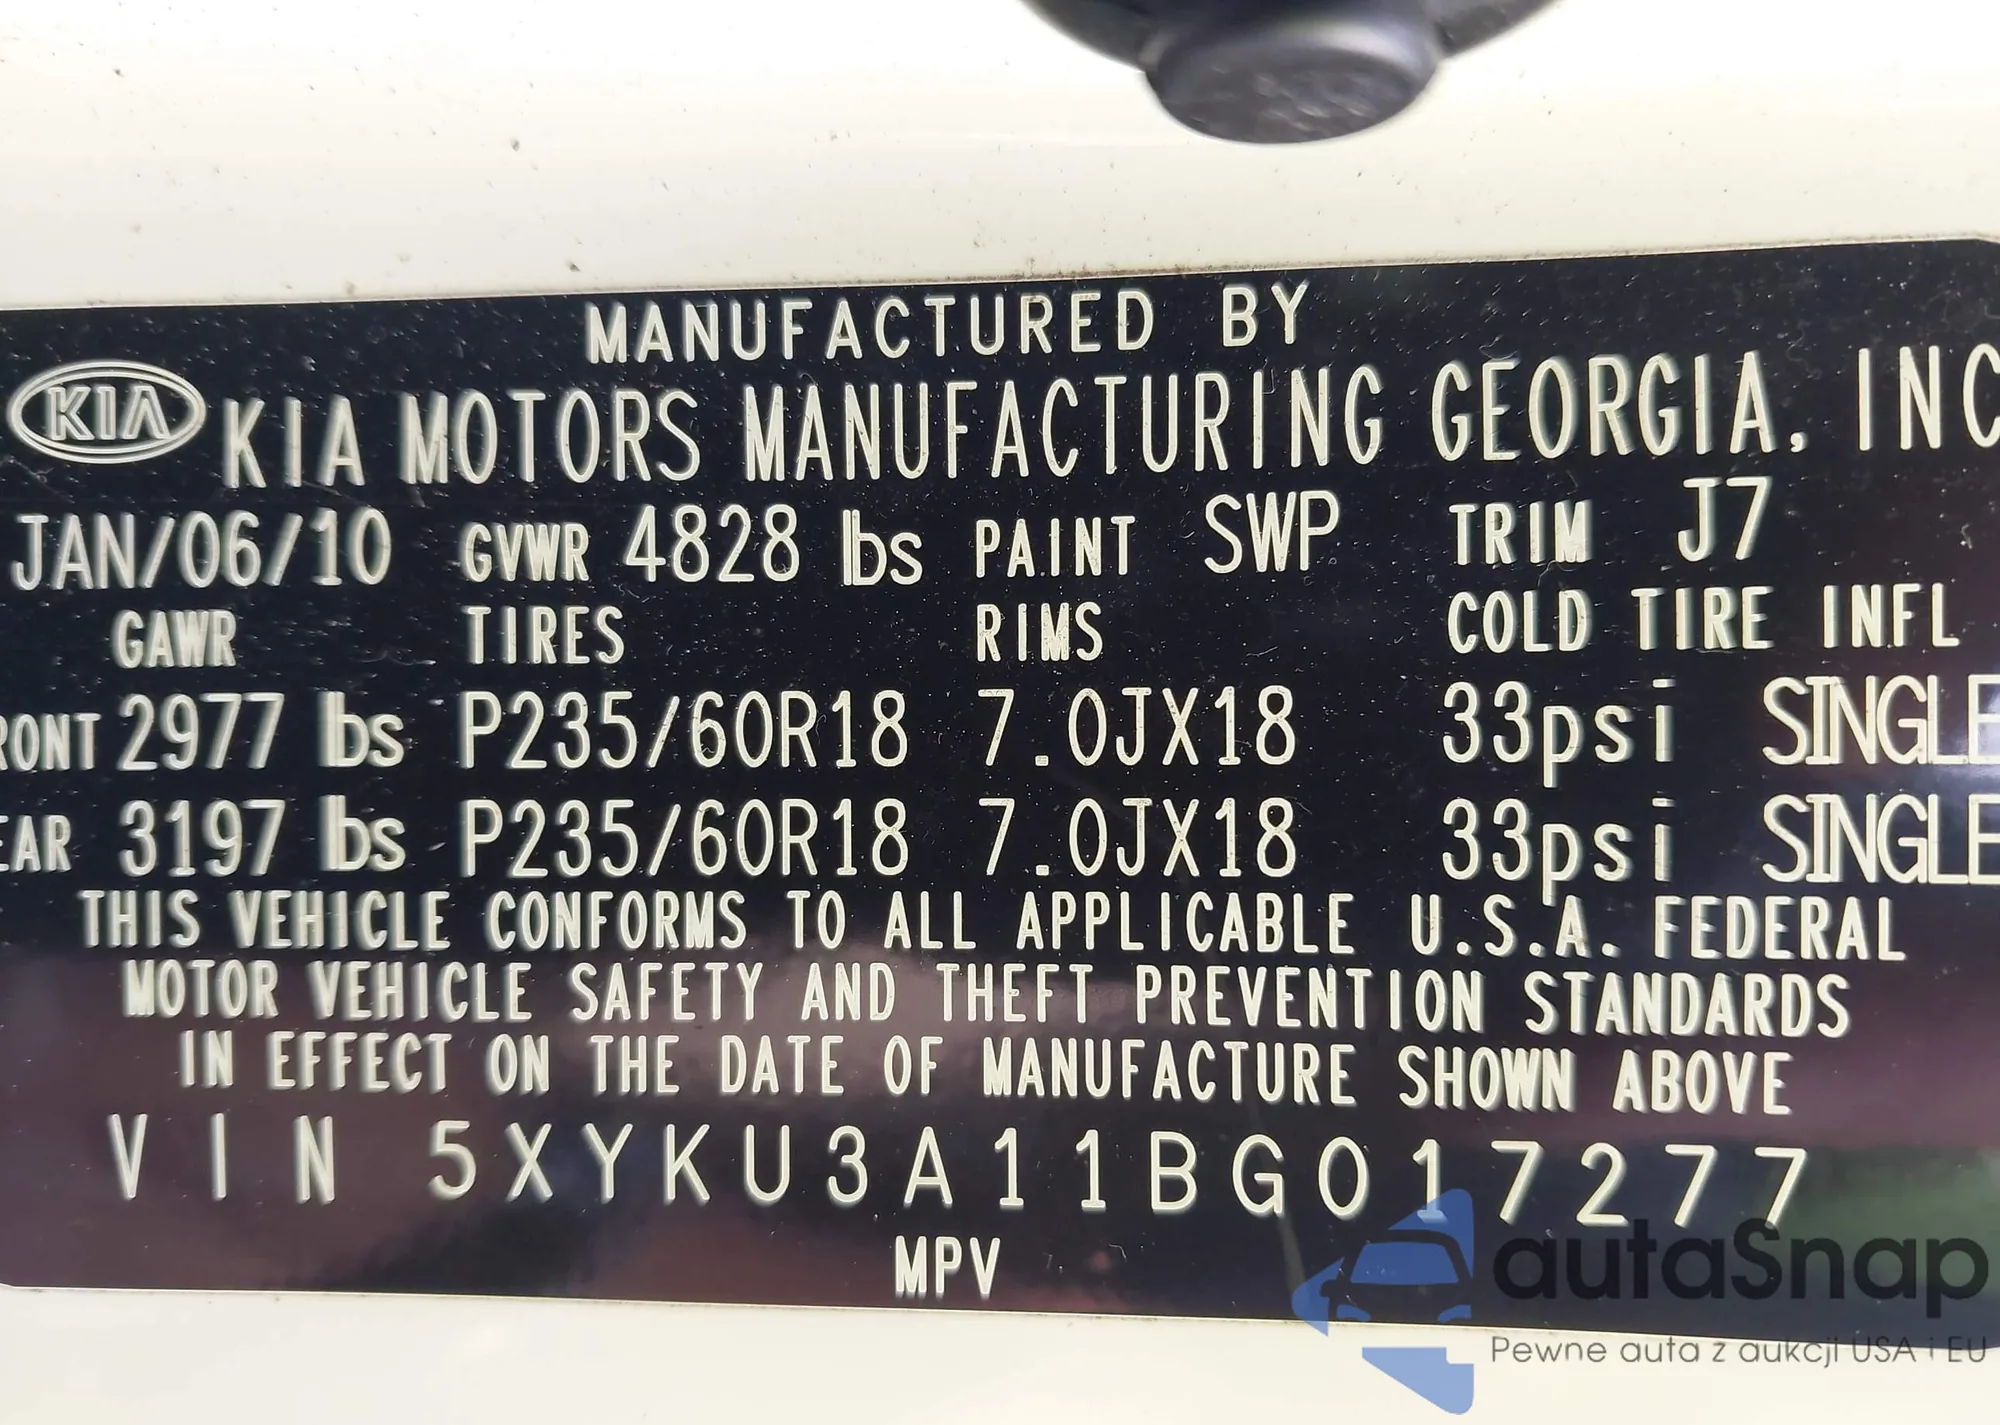 MANUFACTURED BY
KIA KIA MOTORS MANUFACTURING GEORGIA, INC
JAN/06/10 GVWR 4828 lbs PAINT SWP TRIM J7
GAWR TIRES RIMS COLD TIRE INFL
RONT 2977 lbs P235/60R18 7.0JX18 33psi SINGLE
EAR 3197 lbs P235/60R18 7.0JX18 33psi SINGLE
THIS VEHICLE CONFORMS TO ALL APPLICABLE U.S.A. FEDERAL
MOTOR VEHICLE SAFETY AND THEFT PREVENTION STANDARDS
IN EFFECT ON THE DATE OF MANUFACTURE SHOWN ABOVE
VIN 5XYKU3A11BG017277
MPV
autaSnap
Pewne auta z aukcji USA i EU